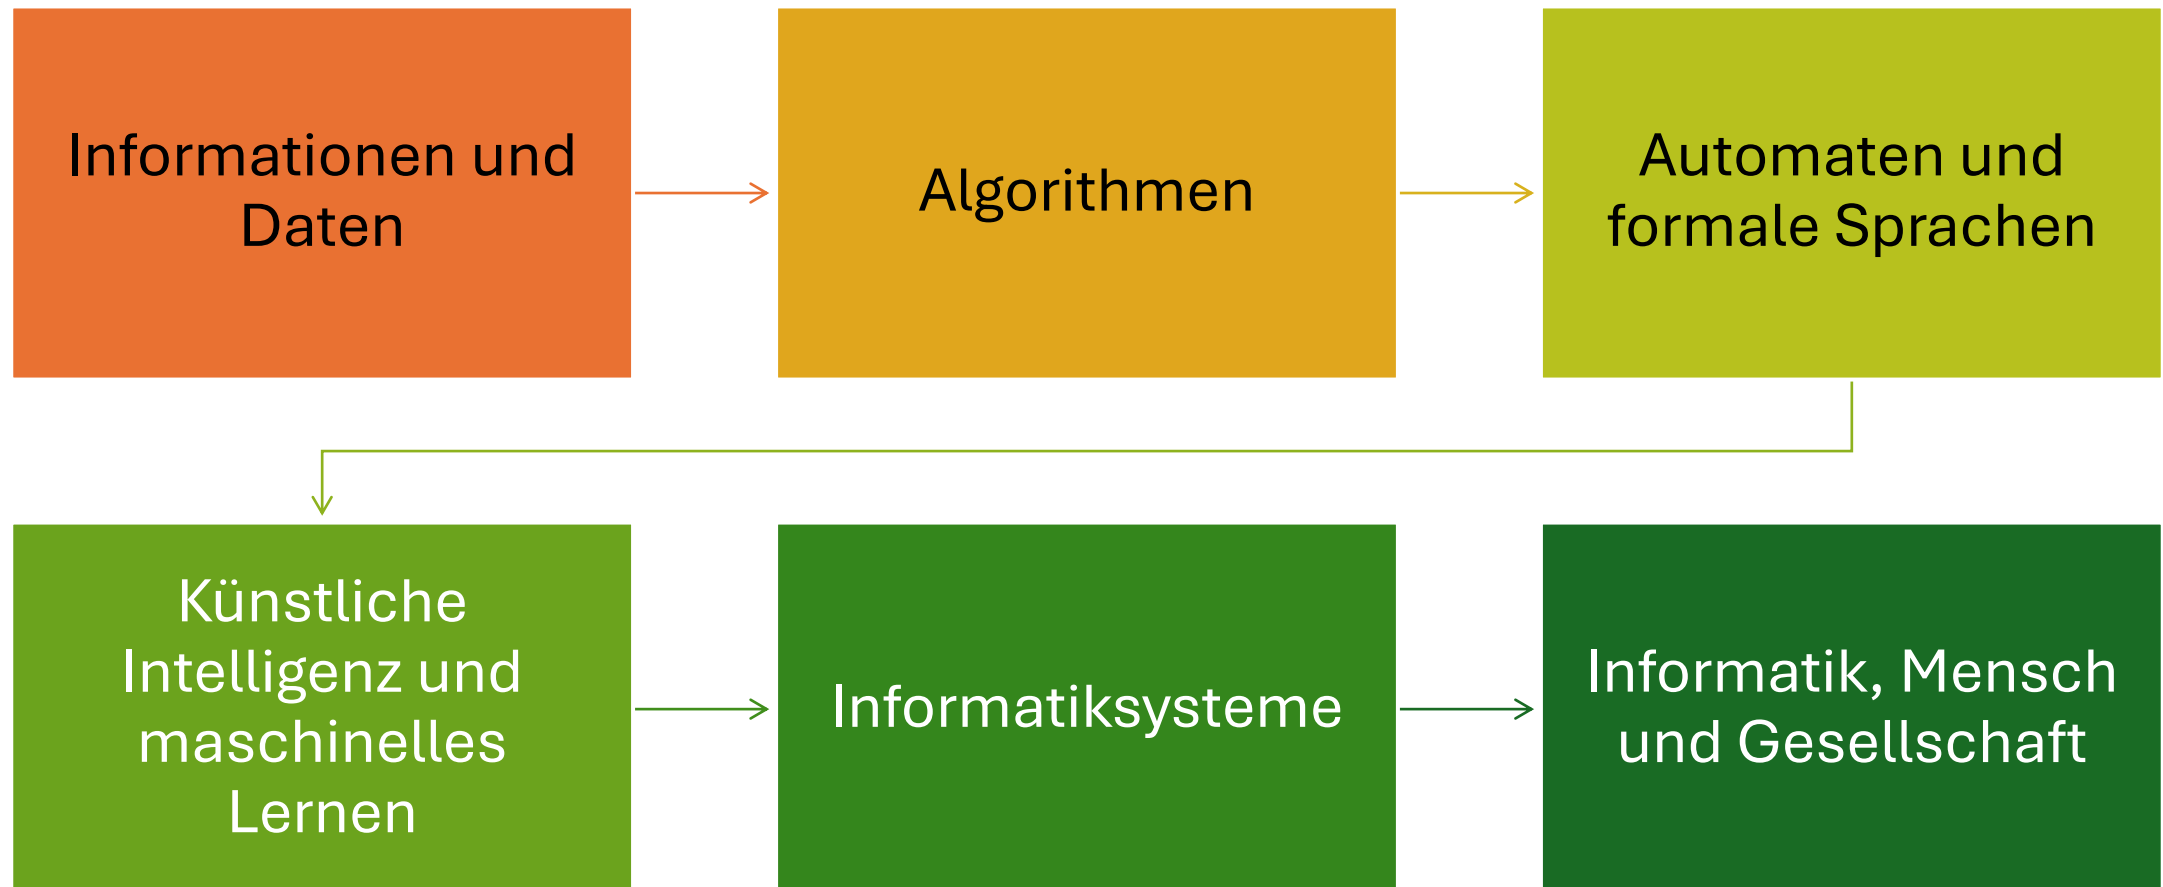 Informationen und
Daten
Algorithmen
Automaten und
formale Sprachen
Künstliche
Intelligenz und
maschinelles
Lernen
Informatiksysteme
Informatik, Mensch
und Gesellschaft